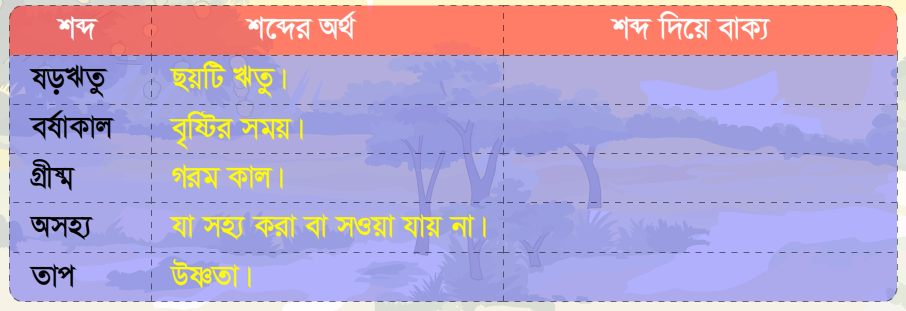 শব্দ শব্দের অর্থ শব্দ দিয়ে বাক্য
ষড়ঋতু ছয়টি ঋতু।
বর্ষাকাল বৃষ্টির সময়।
গ্রীষ্ম গরম কাল।
অসহ্য যা সহ্য করা বা সওয়া যায় না।
তাপ উষ্ণতা।